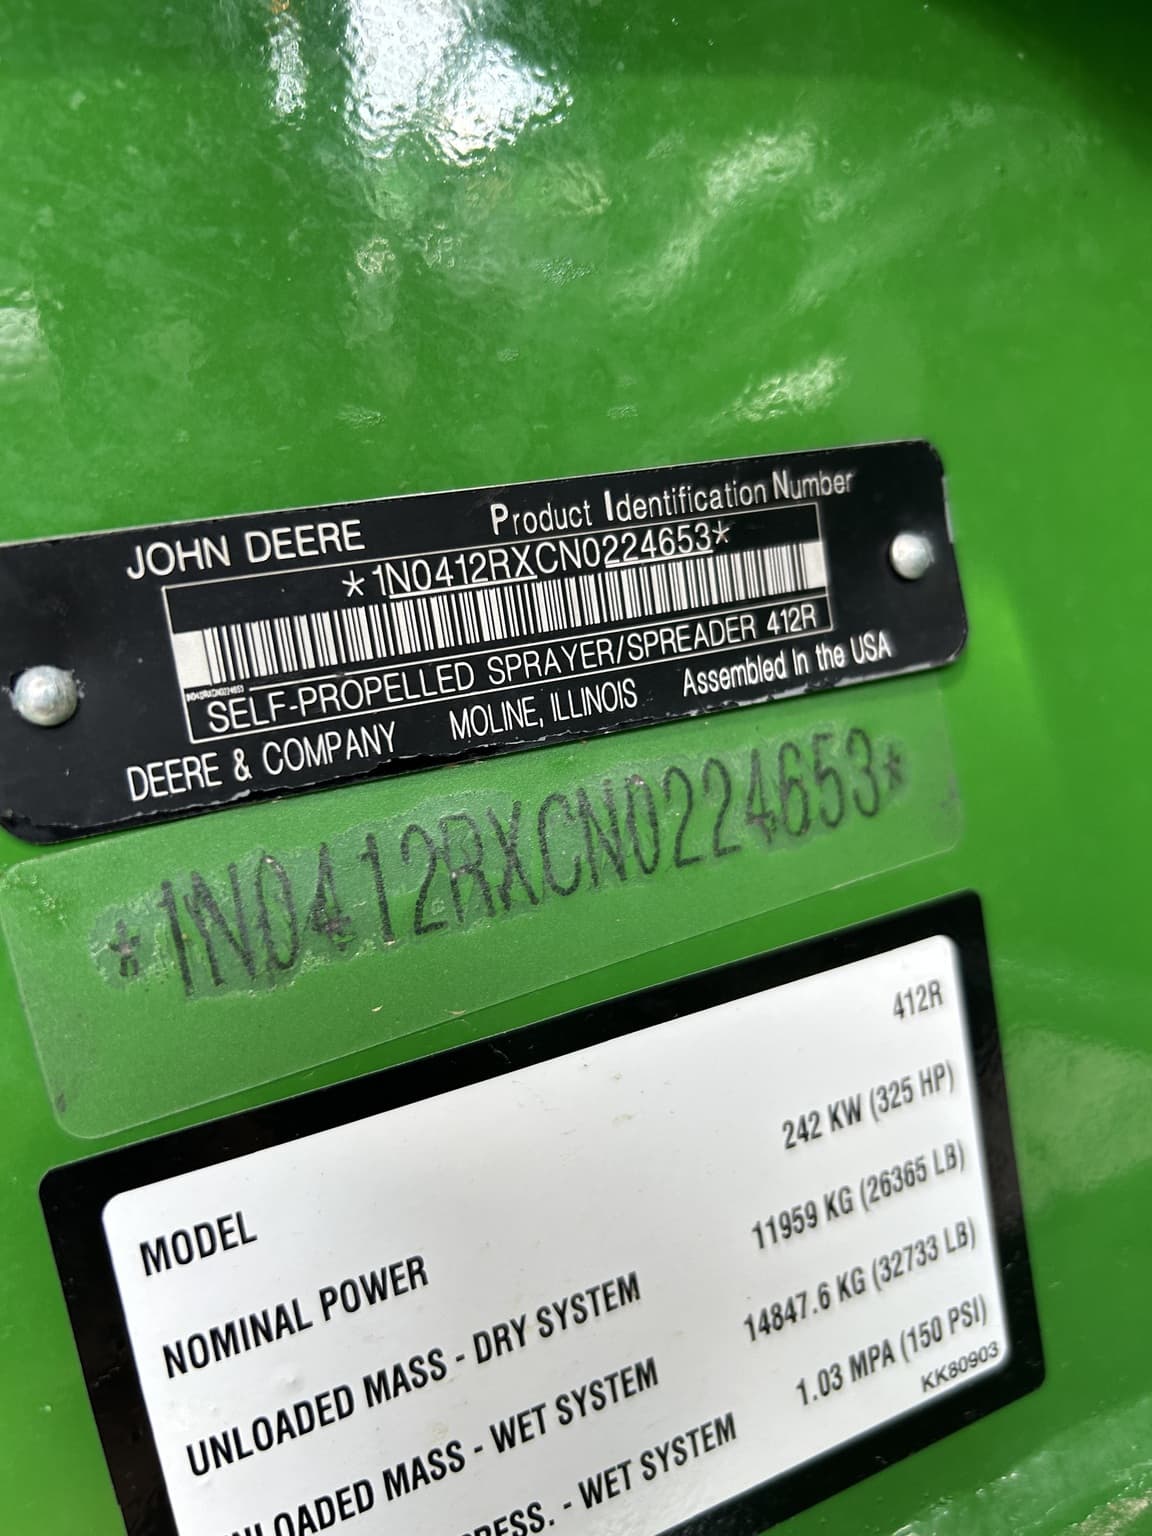 JOHN DEERE
Product Identification Number
*1N0412RXCN0224653*
SELF-PROPELLED SPRAYER/SPREADER 412R
DEERE & COMPANY MOLINE, ILLINOIS Assembled in the USA
*1N0412RXCN0224653*
MODEL 412R
NOMINAL POWER 242 KW (325 HP)
UNLOADED MASS - DRY SYSTEM 11959 KG (26365 LB)
MASS - WET SYSTEM 14847.6 KG (32733 LB)
- WET SYSTEM 1.03 MPA (150 PSI)
KK80903